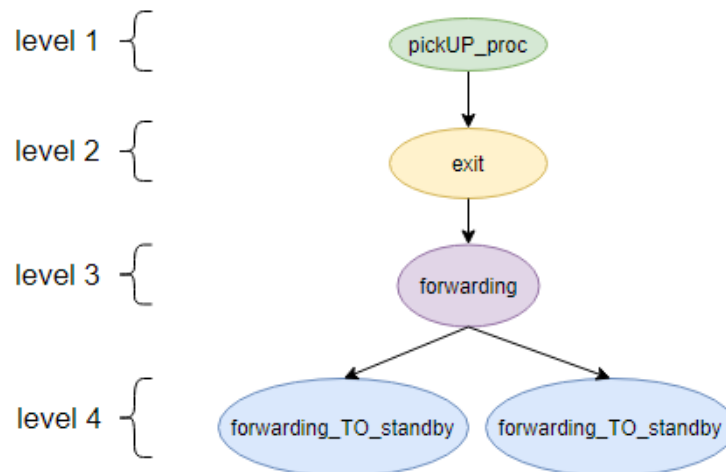 level 1
pickUP_proc
level 2
exit
level 3
forwarding
level 4
forwarding_TO_standby
forwarding_TO_standby